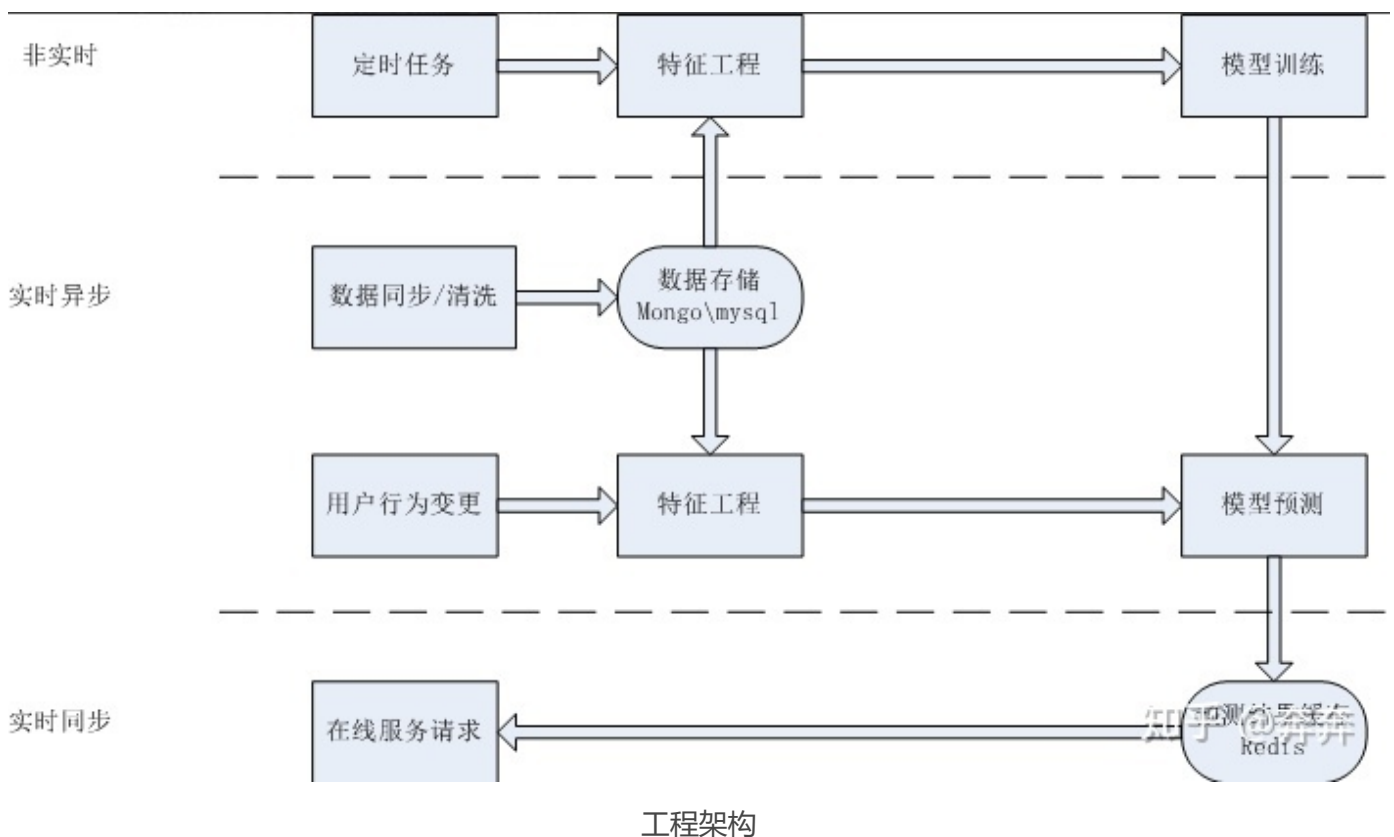 非实时
定时任务
特征工程
模型训练
实时异步
数据同步/清洗
数据存储
Mongo\mysql
用户行为变更
特征工程
模型预测
实时同步
在线服务请求
Redis
知乎 @奔奔
工程架构